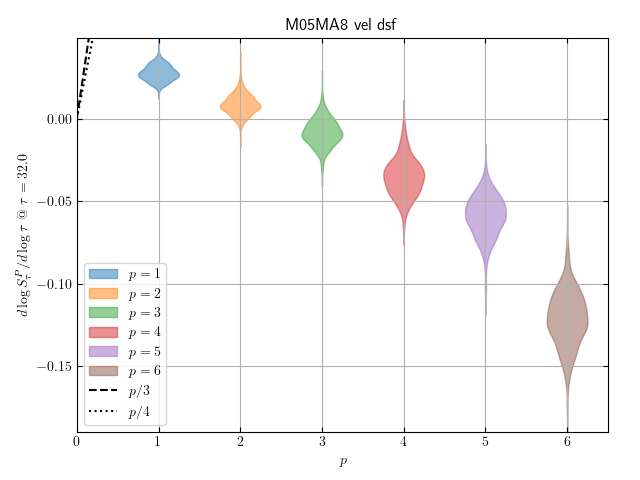 M05MA8 vel dsf
d log S_τ^P / d log τ @ τ = 32.0
0.00
−0.05
−0.10
−0.15
p = 1
p = 2
p = 3
p = 4
p = 5
p = 6
p/3
p/4
0 1 2 3 4 5 6
p